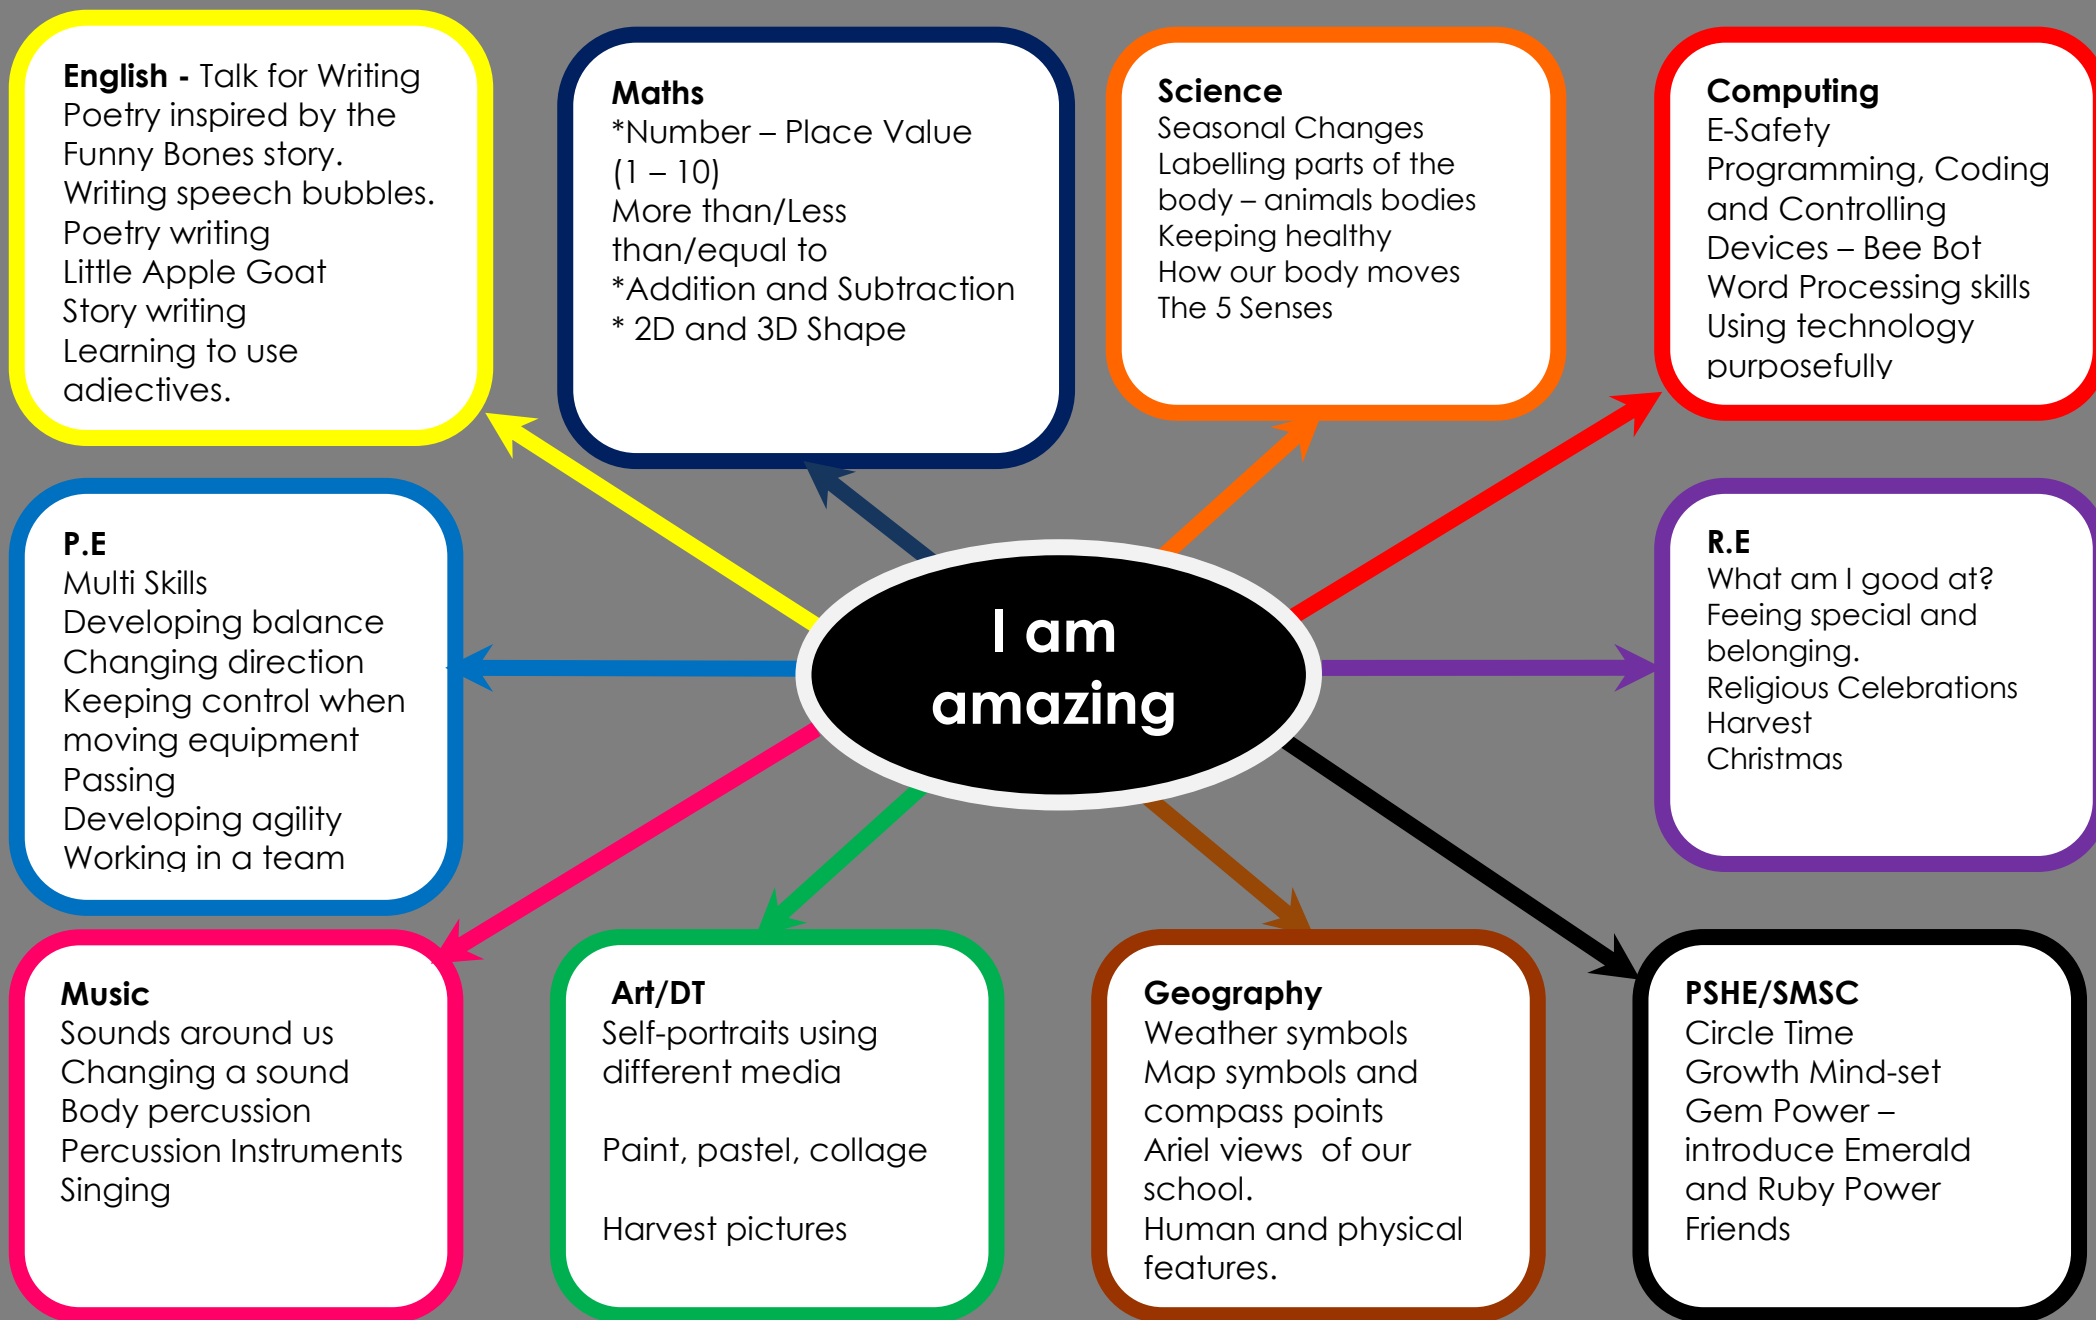 English - Talk for Writing
Poetry inspired by the
Funny Bones story.
Writing speech bubbles.
Poetry writing
Little Apple Goat
Story writing
Learning to use
adjectives.
Maths
*Number – Place Value
(1 – 10)
More than/Less
than/equal to
*Addition and Subtraction
* 2D and 3D Shape
Science
Seasonal Changes
Labelling parts of the
body – animals bodies
Keeping healthy
How our body moves
The 5 Senses
Computing
E-Safety
Programming, Coding
and Controlling
Devices – Bee Bot
Word Processing skills
Using technology
purposefully
P.E
Multi Skills
Developing balance
Changing direction
Keeping control when
moving equipment
Passing
Developing agility
Working in a team
I am
amazing
R.E
What am I good at?
Feeing special and
belonging.
Religious Celebrations
Harvest
Christmas
Music
Sounds around us
Changing a sound
Body percussion
Percussion Instruments
Singing
Art/DT
Self-portraits using
different media
Paint, pastel, collage
Harvest pictures
Geography
Weather symbols
Map symbols and
compass points
Ariel views  of our
school.
Human and physical
features.
PSHE/SMSC
Circle Time
Growth Mind-set
Gem Power –
introduce Emerald
and Ruby Power
Friends